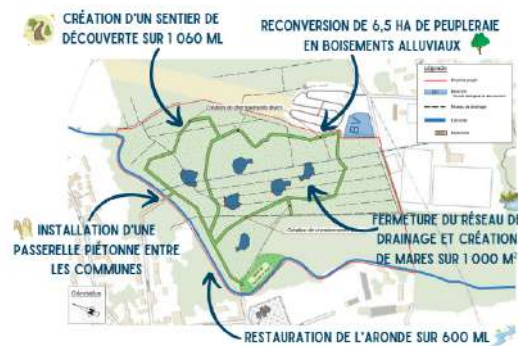 CRÉATION D'UN SENTIER DE
DÉCOUVERTE SUR 1 060 ML
RECONVERSION DE 6,5 HA DE PEUPLERAIE
EN BOISEMENTS ALLUVIAUX
Légende
BV
INSTALLATION D'UNE
PASSERELLE PIÉTONNE ENTRE
LES COMMUNES
FERMETURE DU RÉSEAU DE
DRAINAGE ET CRÉATION
DE MARES SUR 1 000 M²
Orientation
RESTAURATION DE L'ARONDE SUR 600 ML